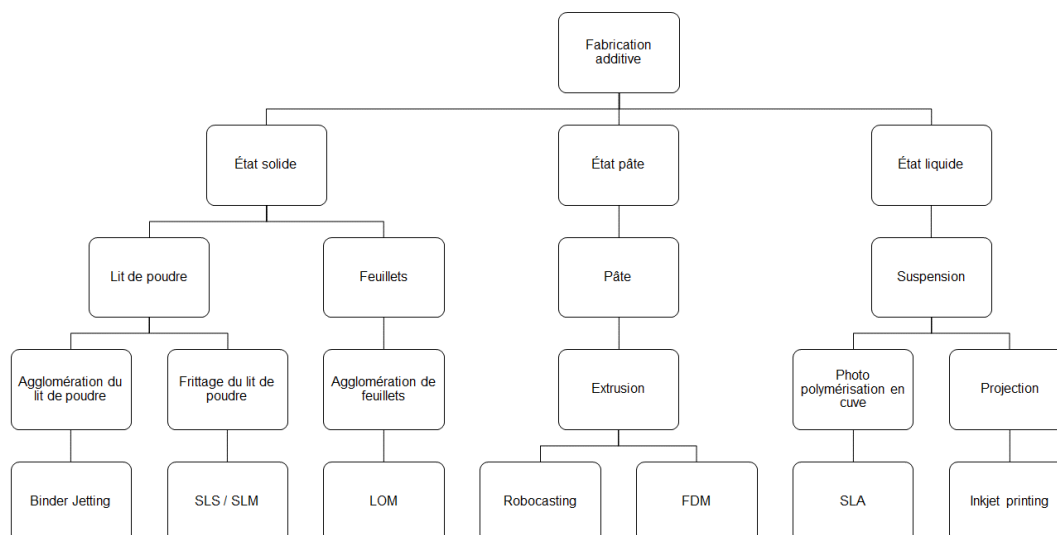 Fabrication
additive
État solide
État pâte
État liquide
Lit de poudre
Feuillets
Pâte
Suspension
Agglomération du
lit de poudre
Frittage du lit de
poudre
Agglomération de
feuillets
Extrusion
Photo
polymérisation en
cuve
Projection
Binder Jetting
SLS / SLM
LOM
Robocasting
FDM
SLA
Inkjet printing